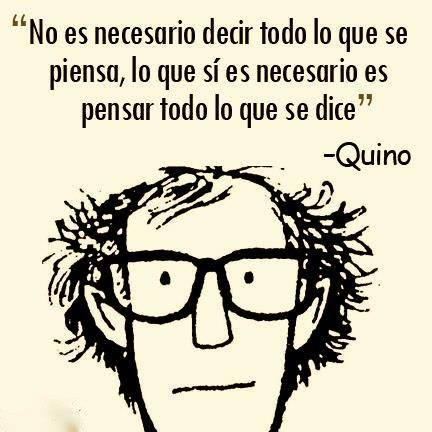 “No es necesario decir todo lo que se
piensa, lo que sí es necesario es
pensar todo lo que se dice”
-Quino